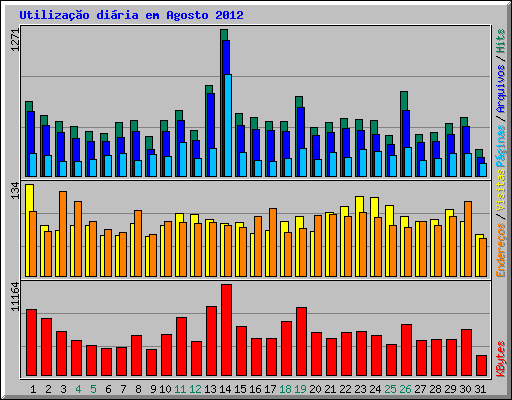 Utilização diária em Agosto 2012
1271
Páginas / Arquivos / Hits
134
Endereços / Visitas
11164
KBytes
1 2 3 4 5 6 7 8 9 10 11 12 13 14 15 16 17 18 19 20 21 22 23 24 25 26 27 28 29 30 31